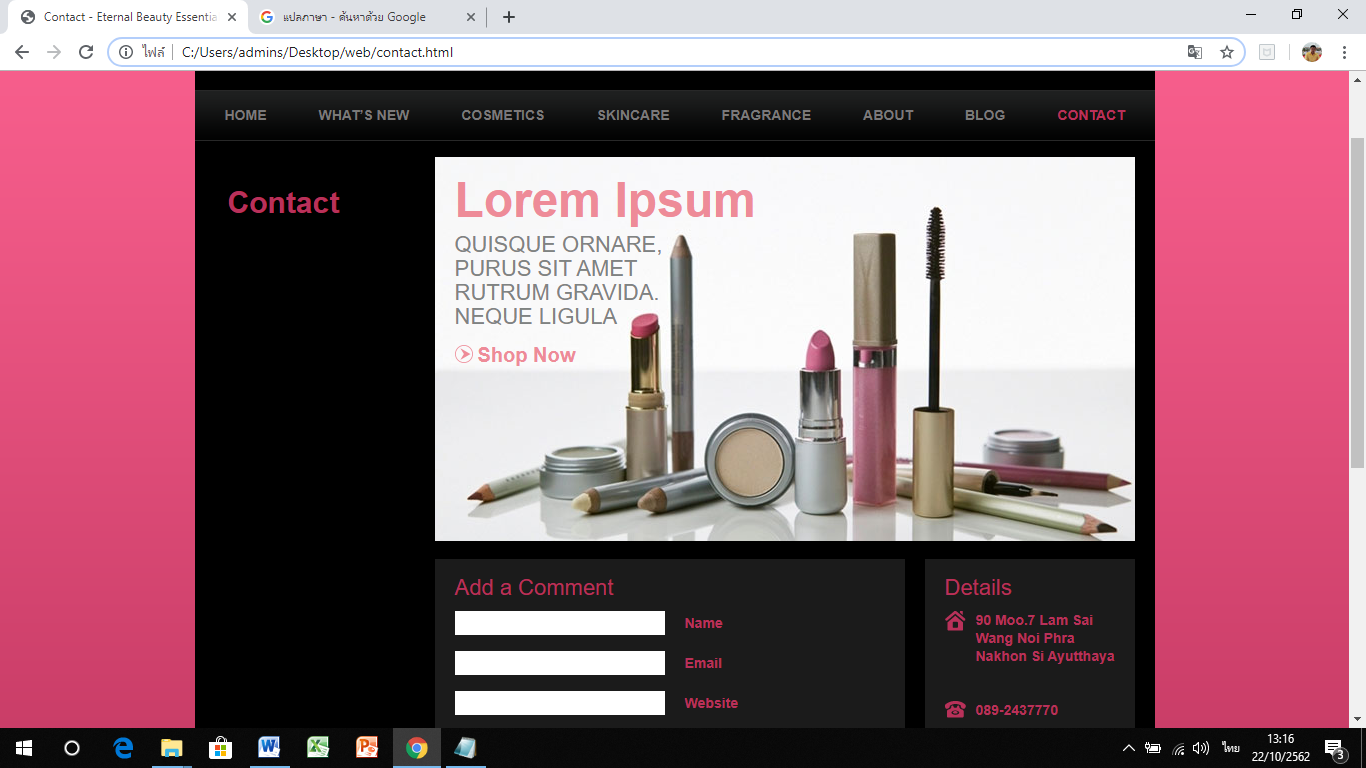 Contact - Eternal Beauty Essentia
แปลภาษา - ค้นหาด้วย Google
ไฟล์ C:/Users/admins/Desktop/web/contact.html
HOME WHAT'S NEW COSMETICS SKINCARE FRAGRANCE ABOUT BLOG CONTACT
Contact
Lorem Ipsum
QUISQUE ORNARE,
PURUS SIT AMET
RUTRUM GRAVIDA.
NEQUE LIGULA
Shop Now
Add a Comment
Name
Email
Website
Details
90 Moo.7 Lam Sai
Wang Noi Phra
Nakhon Si Ayutthaya
089-2437770
ไทย
13:16
22/10/2562
3